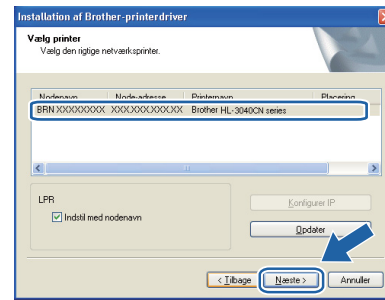 Installation af Brother-printerdriver
Vælg printer
Vælg den rigtige netværksprinter.
Nodenavn Node-adresse Printernavn Placering
BRN XXXXXXXXX XXX.XXX.XXX.XX Brother HL-3040CN series
LPR
Indstil med nodenavn
Konfigurer IP
Opdater
< Tilbage Næste > Annuller